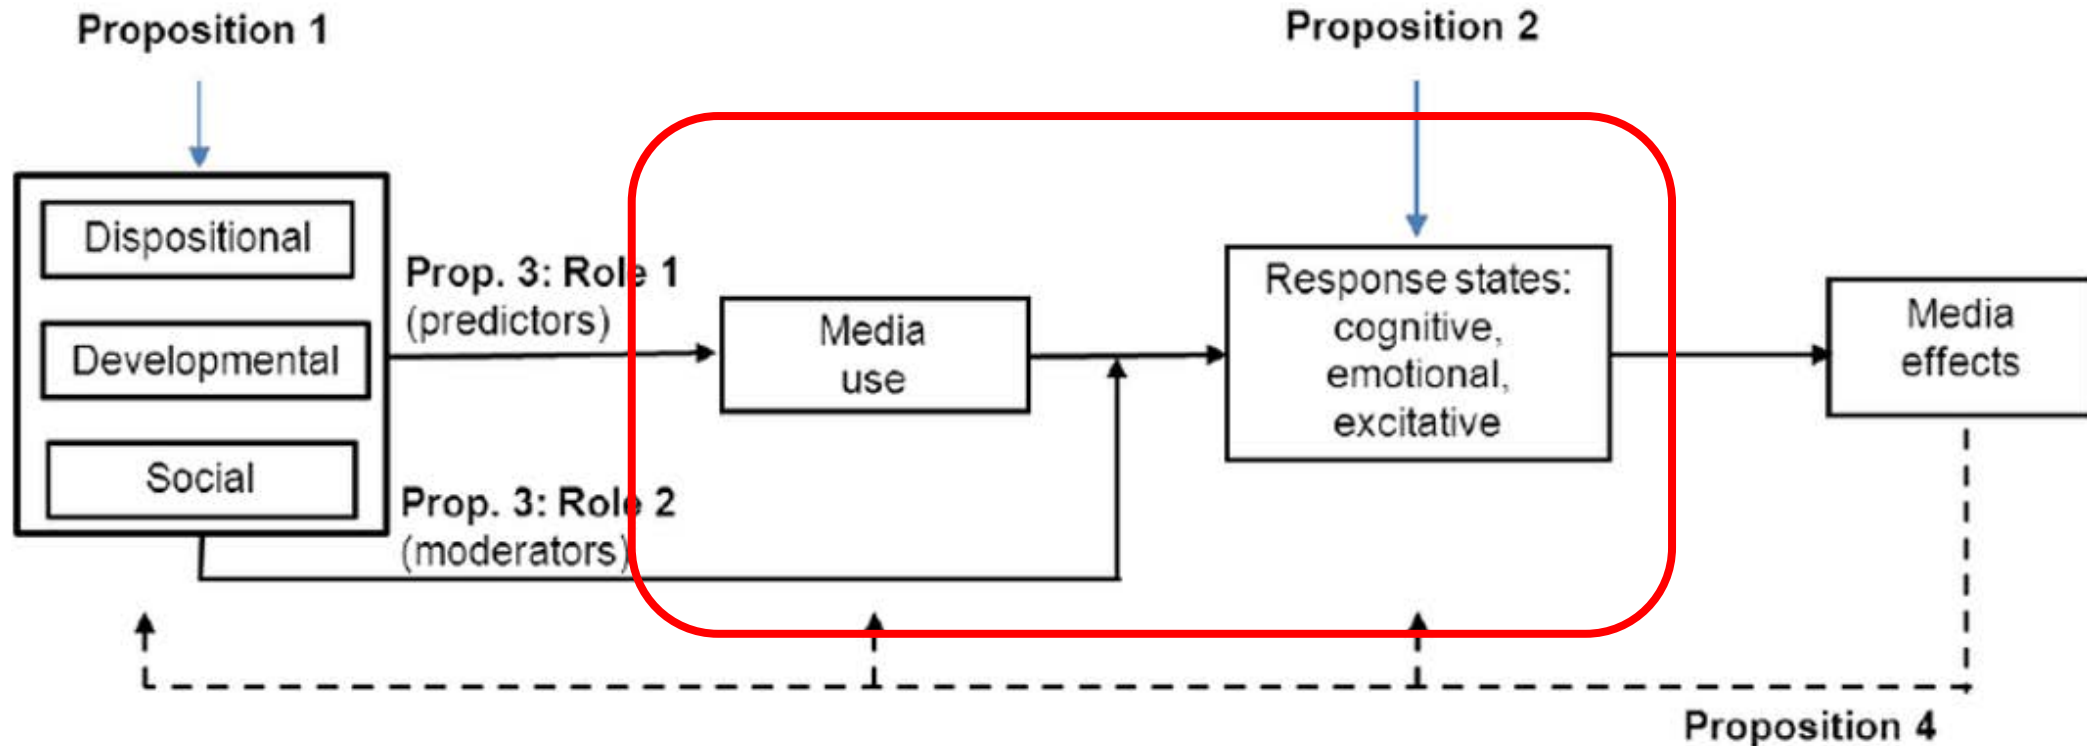 Proposition 1
Proposition 2
Dispositional
Developmental
Social
Prop. 3: Role 1
(predictors)
Prop. 3: Role 2
(moderators)
Media
use
Response states:
cognitive,
emotional,
excitative
Media
effects
Proposition 4